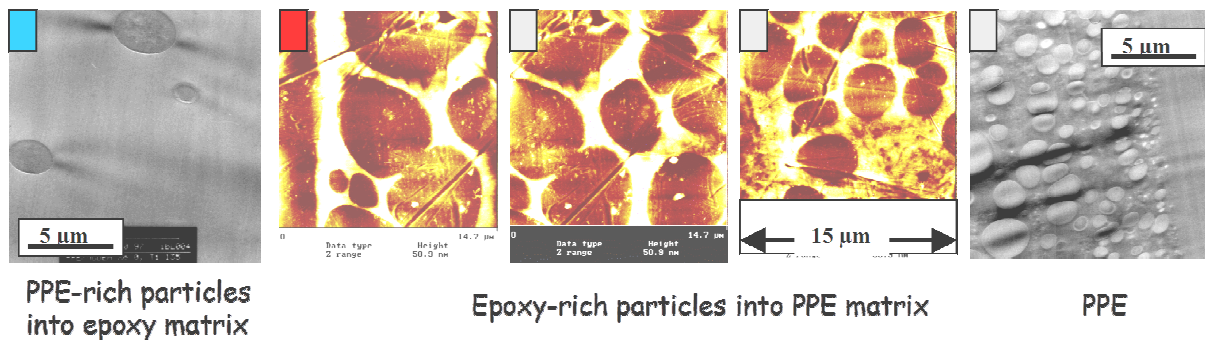 5 µm
0
14.7 µm
Data type
Height
Z range
50.9 nm
0
14.7 µm
Data type
Height
Z range
50.9 nm
15 µm
5 µm
PPE-rich particles
into epoxy matrix
Epoxy-rich particles into PPE matrix
PPE